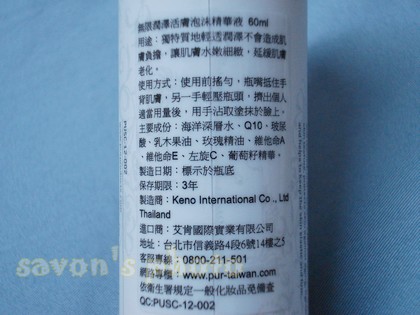 無限潤澤活膚泡沫精華液 60ml
用途：獨特質地輕透潤澤不會造成肌
膚負擔，讓肌膚水嫩細緻，延緩肌膚
老化。
使用方式：使用前搖勻，瓶嘴抵住手
背肌膚，另一手輕壓瓶頭，擠出個人
適當用量後，用手沾取塗抹於臉上。
主要成份：海洋深層水、Q10、玻尿
酸、乳木果油、玫瑰精油、維他命A
、維他命E、左旋C、葡萄籽精華。
製造日期：標示於瓶底
保存期限：3年
製造商：Keno International Co., Ltd
Thailand
進口商：艾肯國際實業有限公司
地址：台北市信義路4段6號14樓之5
客服專線：0800-211-501
網路專櫃：www.pur-taiwan.com
依衛生署規定一般化妝品免備查
QC:PUSC-12-002
PUSC-12-002
savon's